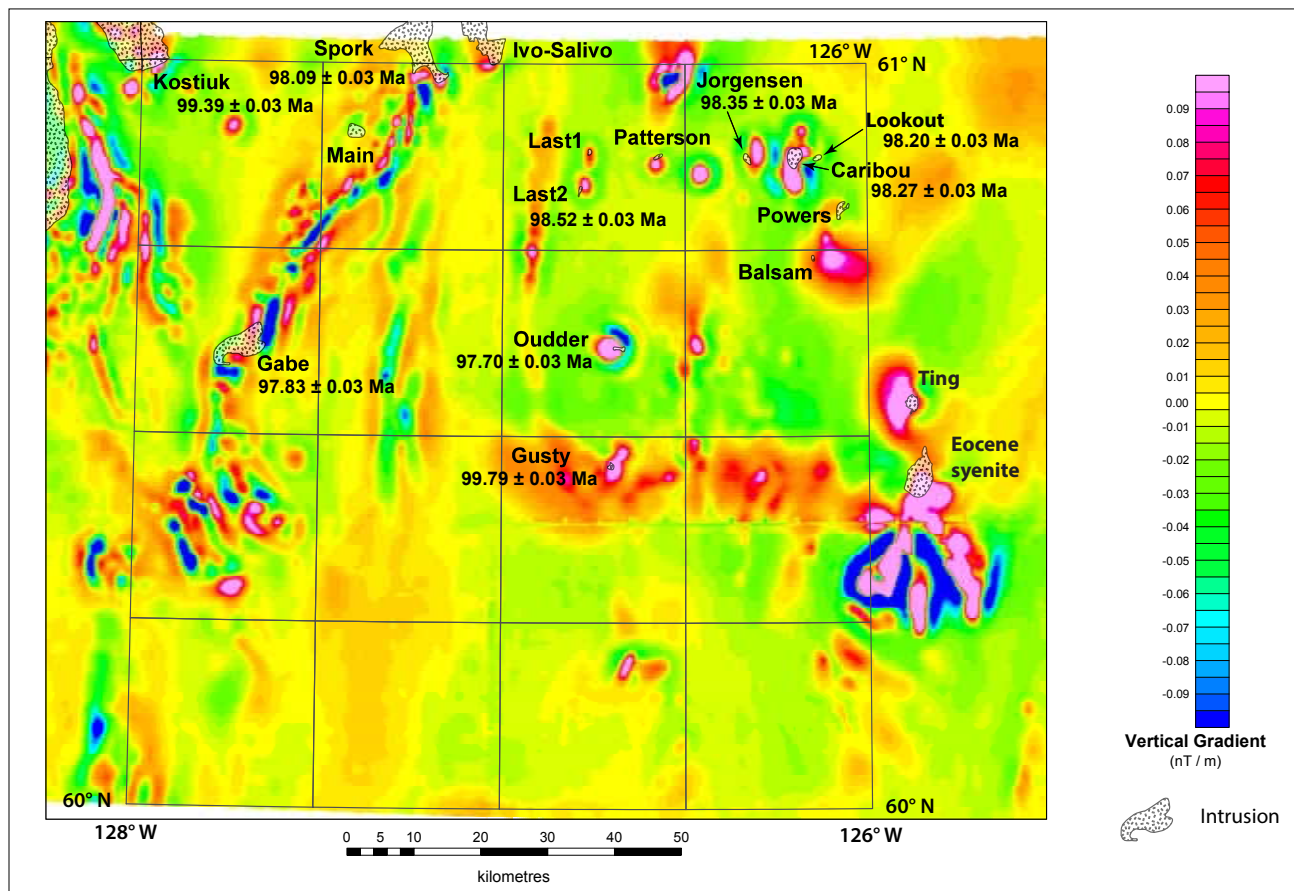 Spork
98.09 ± 0.03 Ma
Ivo-Salivo
126° W
61° N
Kostiuk
99.39 ± 0.03 Ma
Main
Jorgensen
98.35 ± 0.03 Ma
Lookout
98.20 ± 0.03 Ma
Caribou
98.27 ± 0.03 Ma
Last1
Patterson
Last2
98.52 ± 0.03 Ma
Powers
Balsam
Oudder
97.70 ± 0.03 Ma
Gabe
97.83 ± 0.03 Ma
Ting
Eocene
syenite
Gusty
99.79 ± 0.03 Ma
60° N
60° N
128° W
126° W
0 5 10 20 30 40 50
kilometres
0.09
0.08
0.07
0.06
0.05
0.04
0.03
0.02
0.01
0.00
-0.01
-0.02
-0.03
-0.04
-0.05
-0.06
-0.07
-0.08
-0.09
Vertical Gradient
(nT / m)
Intrusion